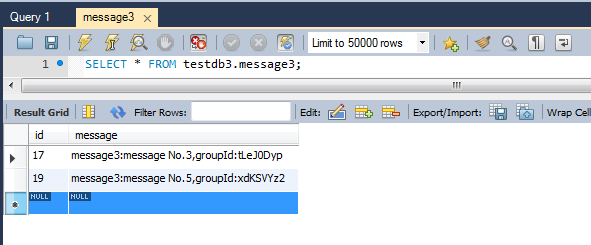 Query 1 message3
Limit to 50000 rows
1 SELECT * FROM testdb3.message3;
Result Grid Filter Rows: Edit: Export/Import: Wrap Cel
id message
17 message3:message No.3,groupId:tLeJ0Dyp
19 message3:message No.5,groupId:xdKSVYz2
NULL NULL